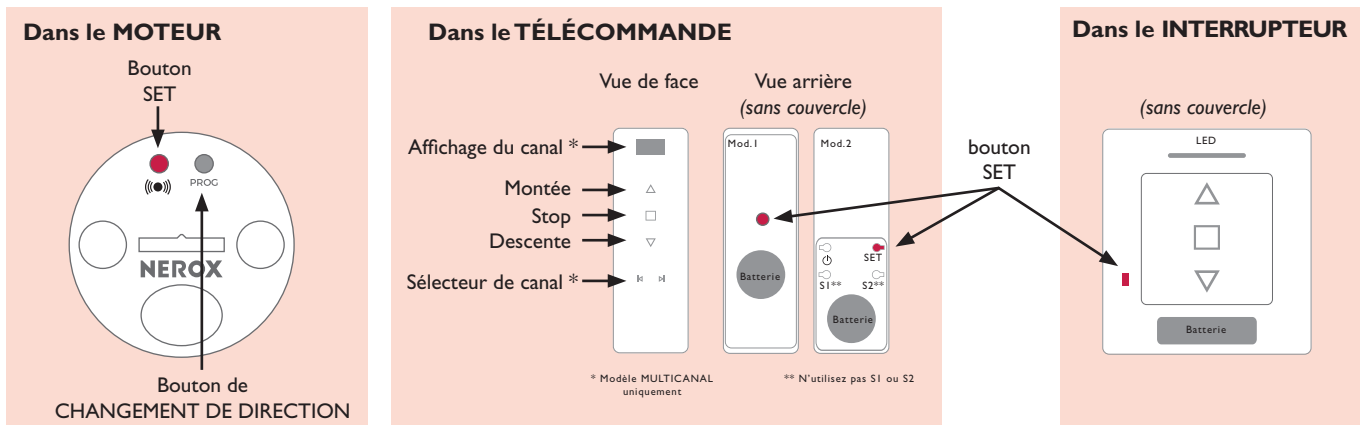 Dans le MOTEUR
Bouton
SET
PROG
NEROX
Bouton de
CHANGEMENT DE DIRECTION
Dans le TÉLÉCOMMANDE
Vue de face
Vue arrière
(sans couvercle)
Affichage du canal *
Montée
Stop
Descente
Sélecteur de canal *
Mod.1
Batterie
Mod.2
SET
S1**
S2**
Batterie
* Modèle MULTICANAL
uniquement
** N'utilisez pas S1 ou S2
bouton
SET
Dans le INTERRUPTEUR
(sans couvercle)
LED
Batterie